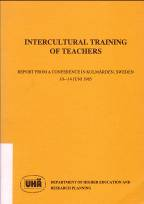 INTERCULTURAL TRAINING
OF TEACHERS
REPORT FROM A CONFERENCE IN KOLMÅRDEN, SWEDEN
10-14 JUNI 1985
UHÄ
DEPARTMENT OF HIGHER EDUCATION AND
RESEARCH PLANNING